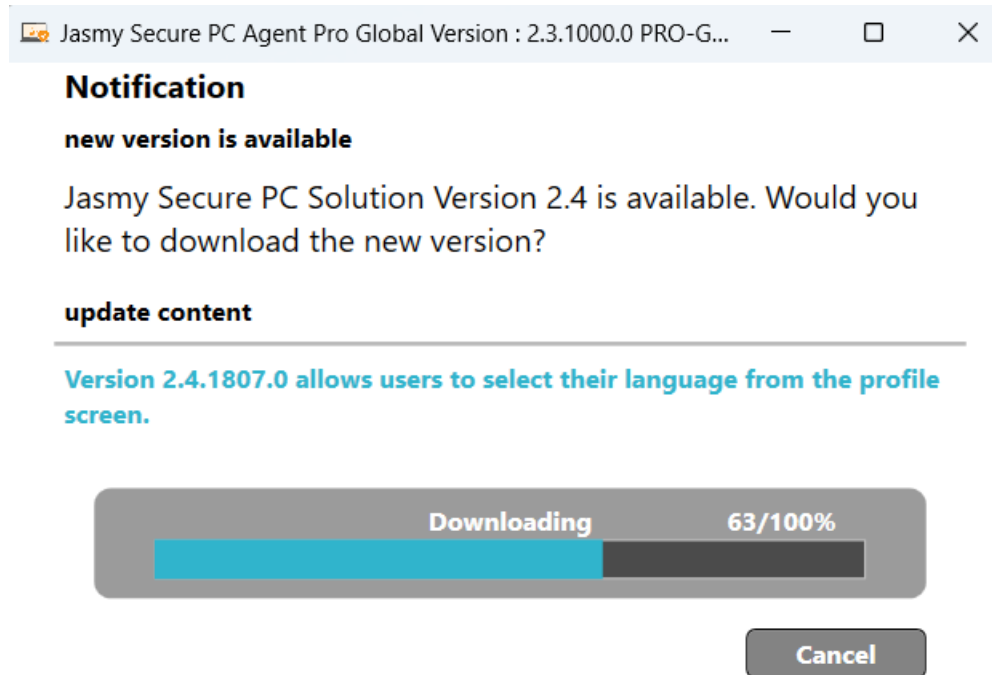 Jasmy Secure PC Agent Pro Global Version : 2.3.1000.0 PRO-G...
Notification
new version is available
Jasmy Secure PC Solution Version 2.4 is available. Would you
like to download the new version?
update content
Version 2.4.1807.0 allows users to select their language from the profile
screen.
Downloading 63/100%
Cancel